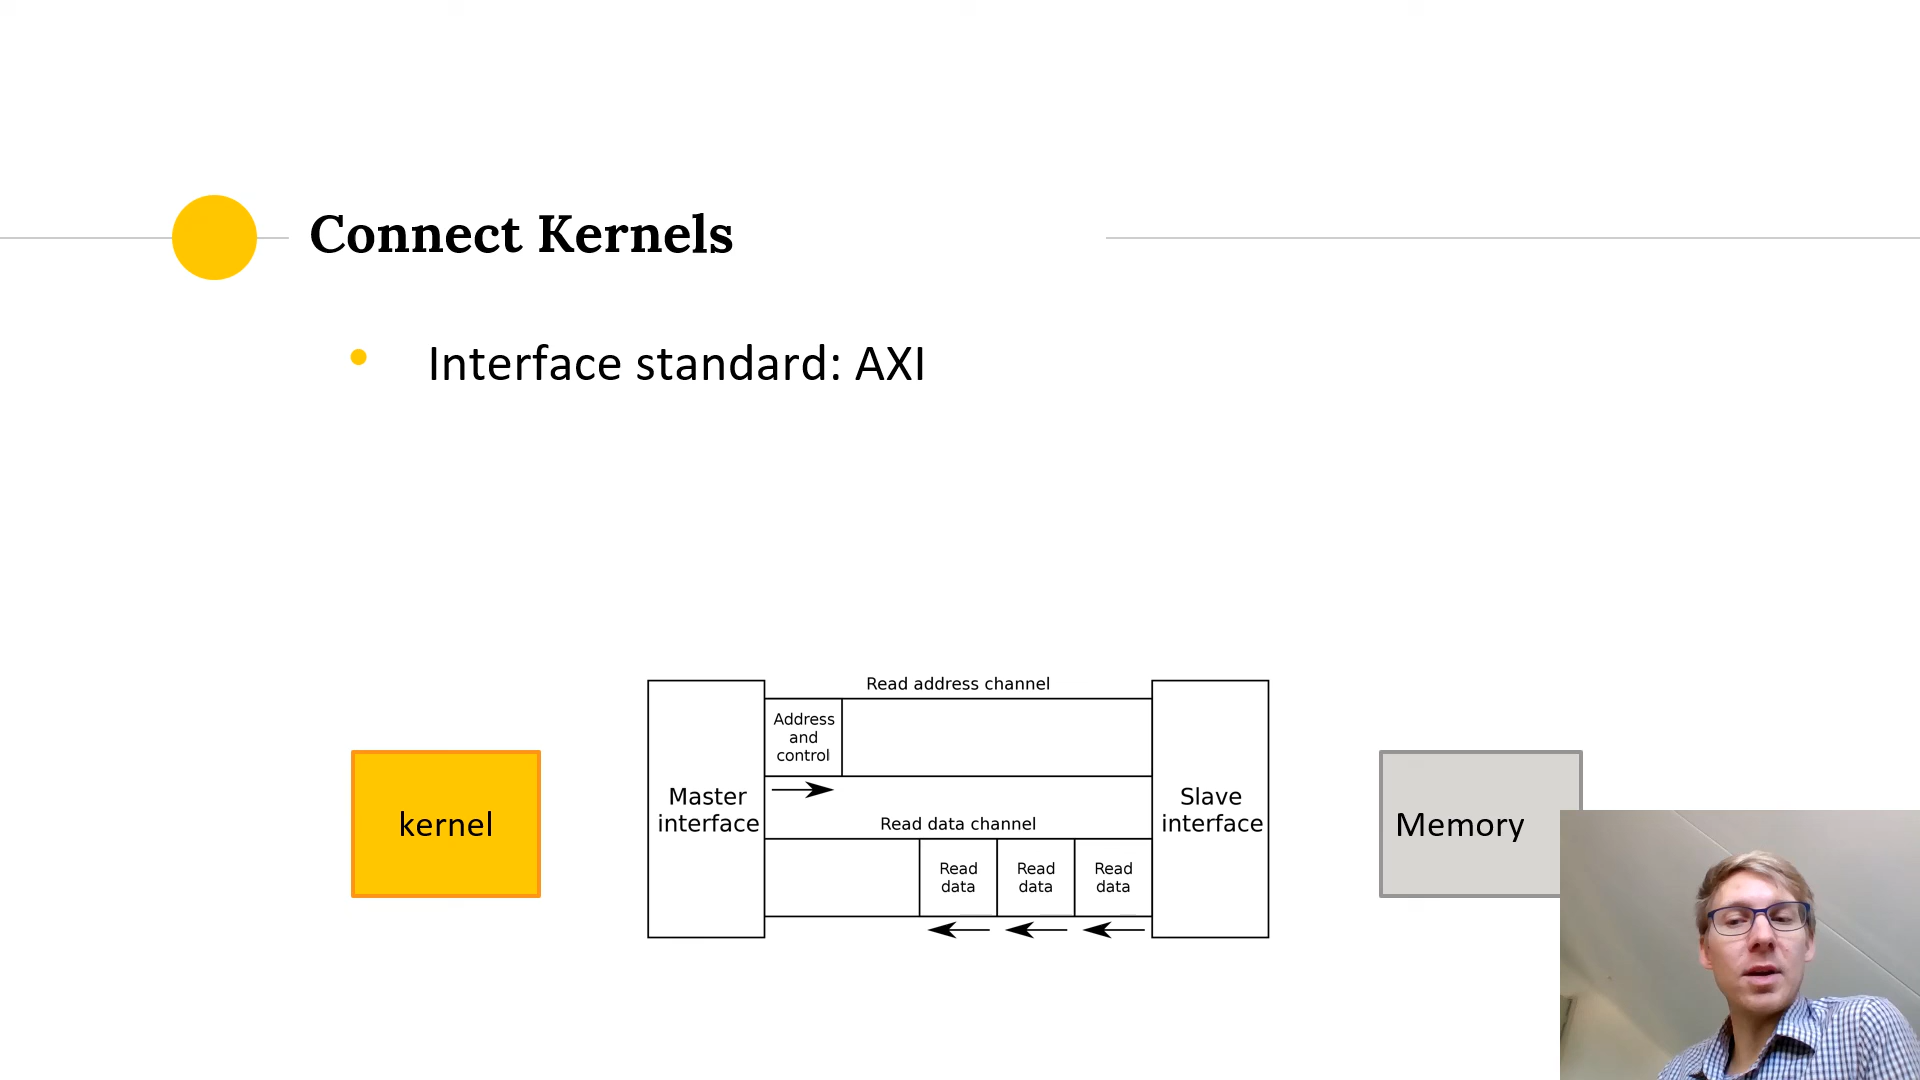 Connect Kernels
• Interface standard: AXI
Read address channel
Address
and
control
Master
interface
Slave
interface
Read data channel
Read
data
Read
data
Read
data
kernel
Memory